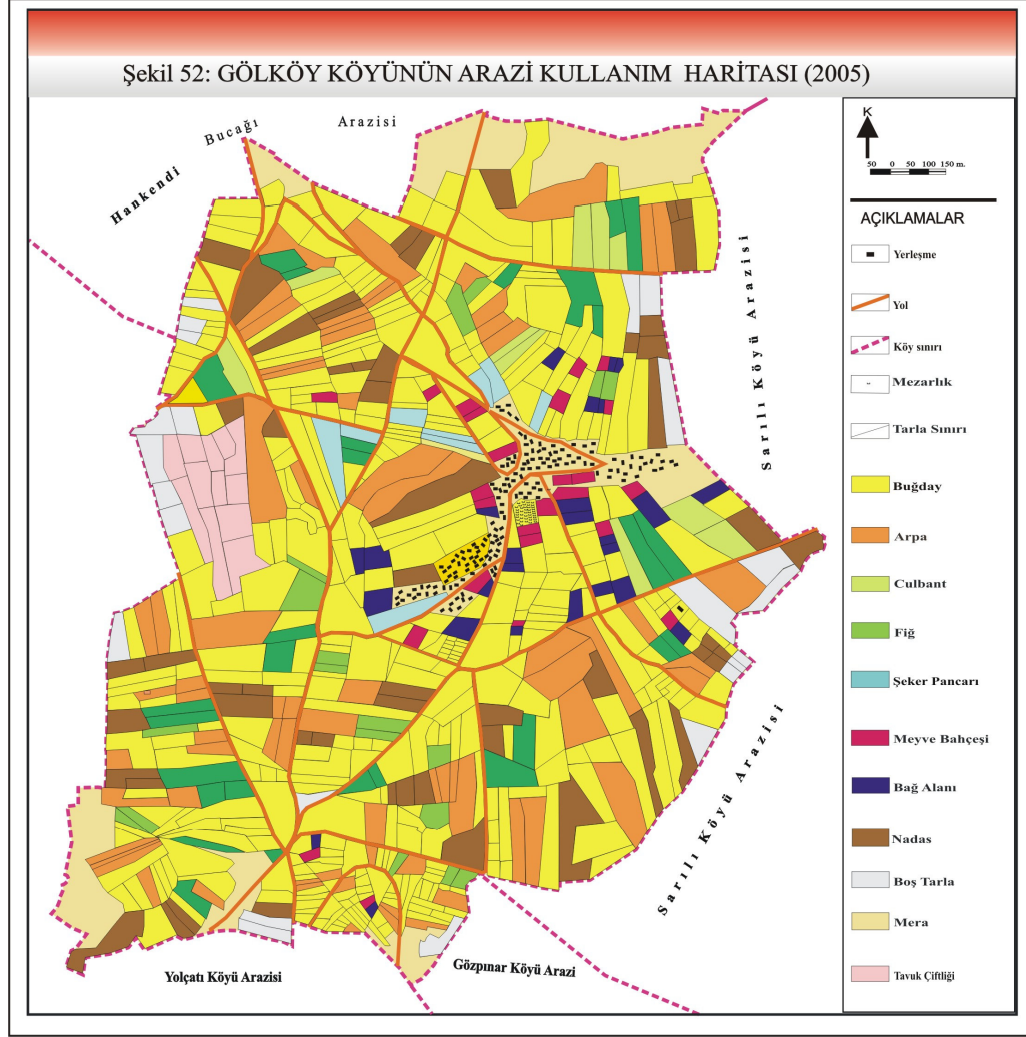 Şekil 52: GÖLKÖY KÖYÜNÜN ARAZİ KULLANIM HARİTASI (2005)
Hankendi Bucağı Arazisi
K
50 0 50 100 150 m.
AÇIKLAMALAR
Yerleşme
Yol
Köy sınırı
Mezarlık
Tarla Sınırı
Buğday
Arpa
Culbant
Fiğ
Şeker Pancarı
Meyve Bahçesi
Bağ Alanı
Nadas
Boş Tarla
Mera
Tavuk Çiftliği
Sarılı Köyü Arazisi
Sarılı Köyü Arazisi
Yolçatı Köyü Arazisi
Gözpınar Köyü Arazi